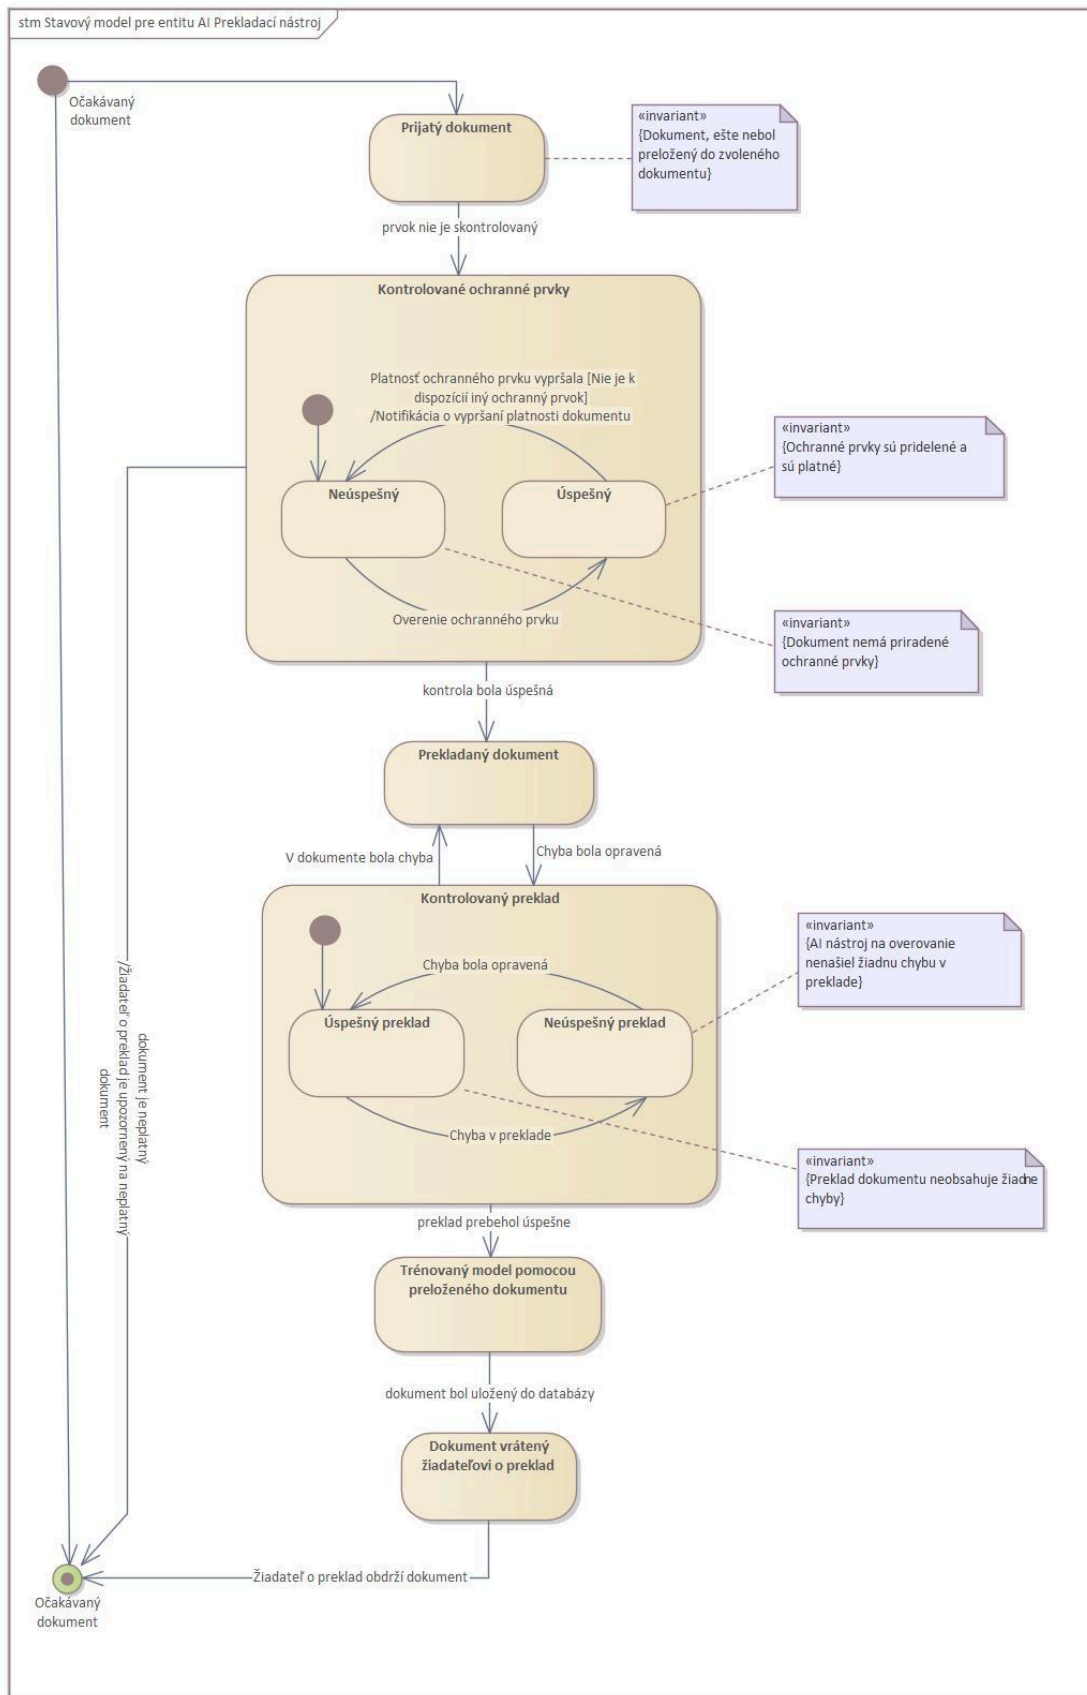 stm Stavový model pre entitu AI Prekladací nástroj
Očakávaný
dokument
Prijatý dokument
«invariant»
{Dokument, ešte nebol
preložený do zvoleného
dokumentu}
prvok nie je skontrolovaný
Kontrolované ochranné prvky
Platnosť ochranného prvku vypršala [Nie je k
dispozícií iný ochranný prvok]
/Notifikácia o vypršaní platnosti dokumentu
«invariant»
{Ochranné prvky sú pridelené a
sú platné}
Neúspešný
Úspešný
Overenie ochranného prvku
«invariant»
{Dokument nemá priradené
ochranné prvky}
kontrola bola úspešná
Prekladaný dokument
V dokumente bola chyba
Chyba bola opravená
Kontrolovaný preklad
«invariant»
{AI nástroj na overovanie
nenašiel žiadnu chybu v
preklade}
Chyba bola opravená
Úspešný preklad
Neúspešný preklad
Chyba v preklade
dokument je neplatný
/Žiadateľ o preklad je upozornený na neplatný
dokument
«invariant»
{Preklad dokumentu neobsahuje žiadne
chyby}
preklad prebehol úspešne
Trénovaný model pomocou
preloženého dokumentu
dokument bol uložený do databázy
Dokument vrátený
žiadateľovi o preklad
Žiadateľ o preklad obdrží dokument
Očakávaný
dokument